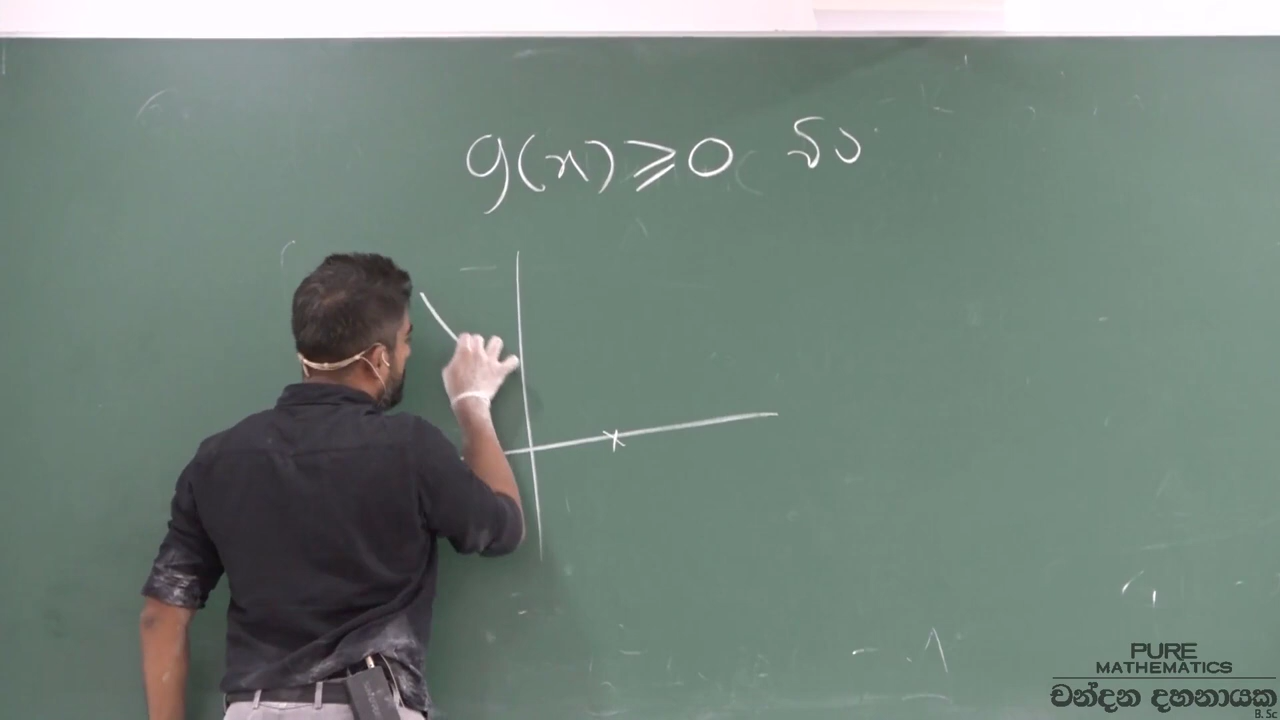 g(x) ≥ 0 විට
PURE
MATHEMATICS
චන්දන දහනායක
B. Sc